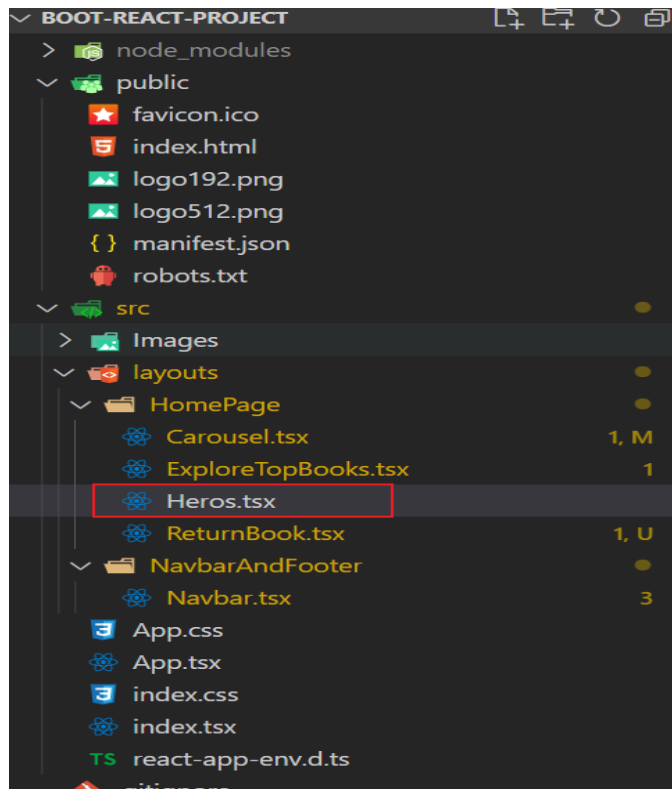 BOOT-REACT-PROJECT
node_modules
public
favicon.ico
index.html
logo192.png
logo512.png
{ } manifest.json
robots.txt
src
Images
layouts
HomePage
Carousel.tsx 1, M
ExploreTopBooks.tsx 1
Heros.tsx
ReturnBook.tsx 1, U
NavbarAndFooter
Navbar.tsx 3
App.css
App.tsx
index.css
index.tsx
TS react-app-env.d.ts
.gitignore